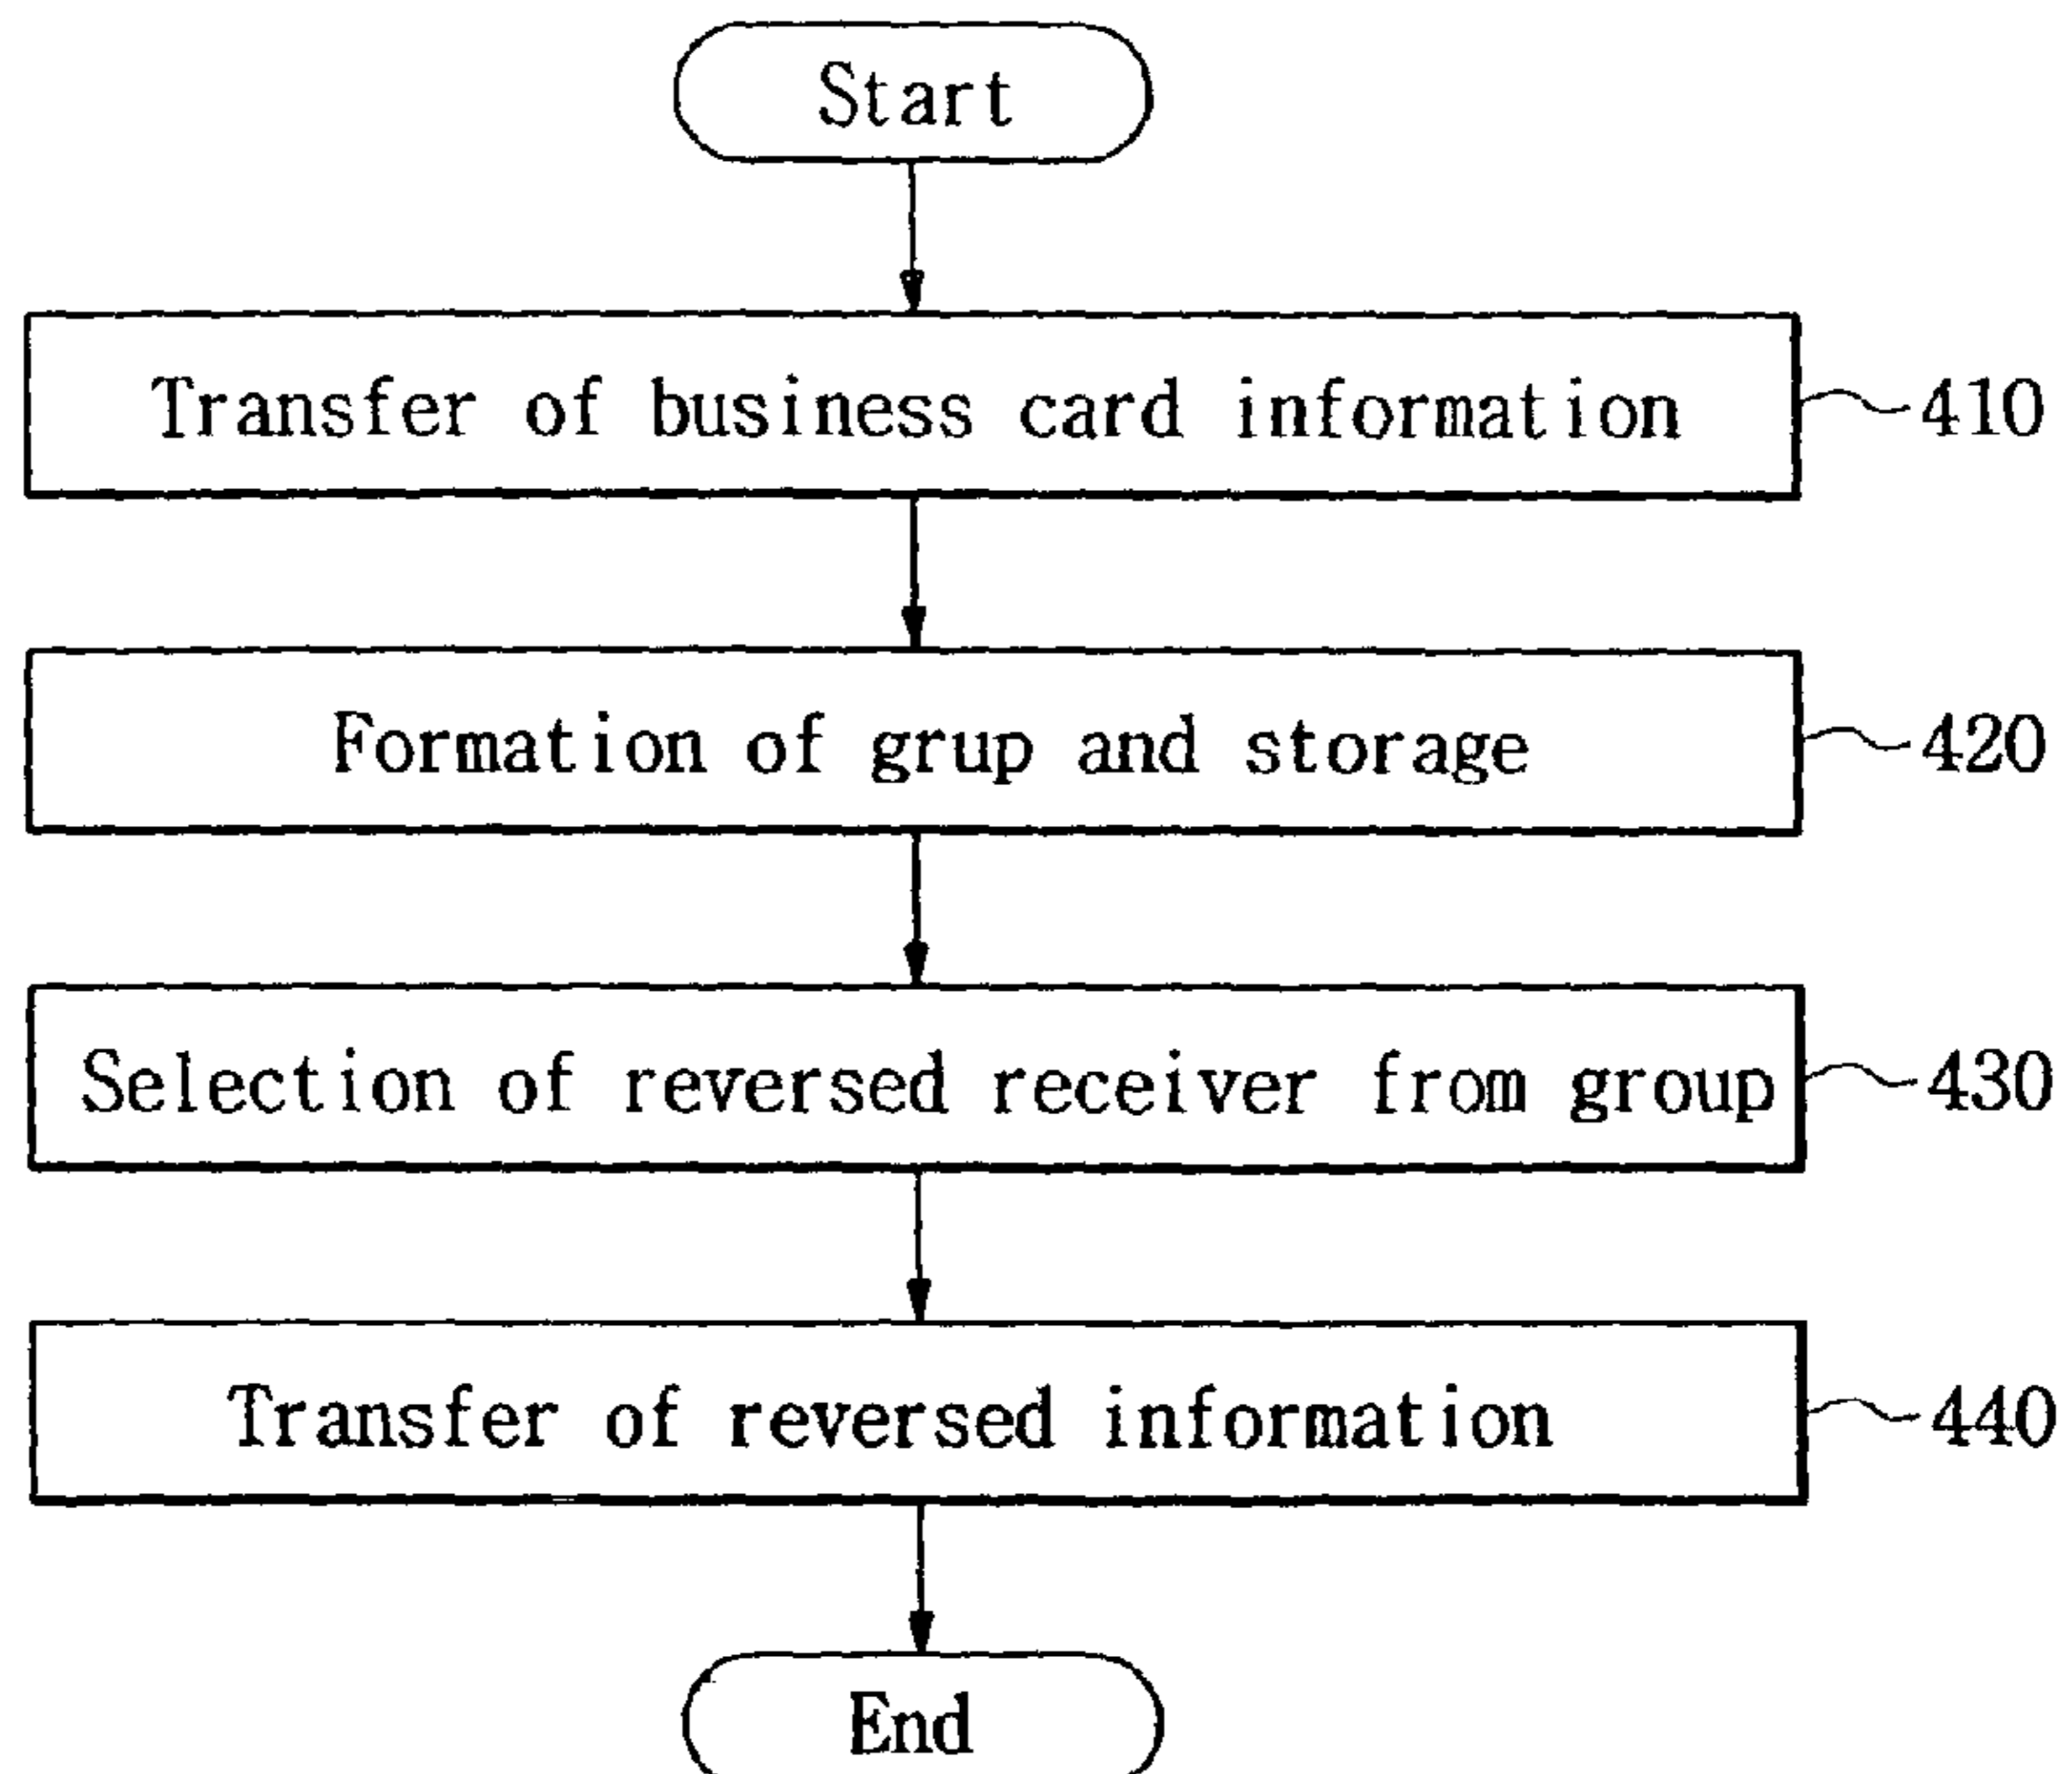 Start
Transfer of business card information
410
Formation of grup and storage
420
Selection of reversed receiver from group
430
Transfer of reversed information
440
End